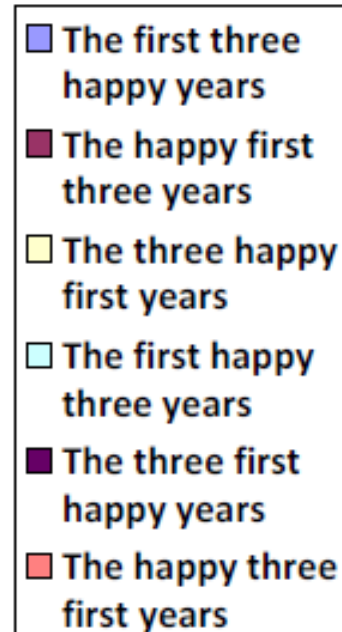 The first three
happy years
The happy first
three years
The three happy
first years
The first happy
three years
The three first
happy years
The happy three
first years